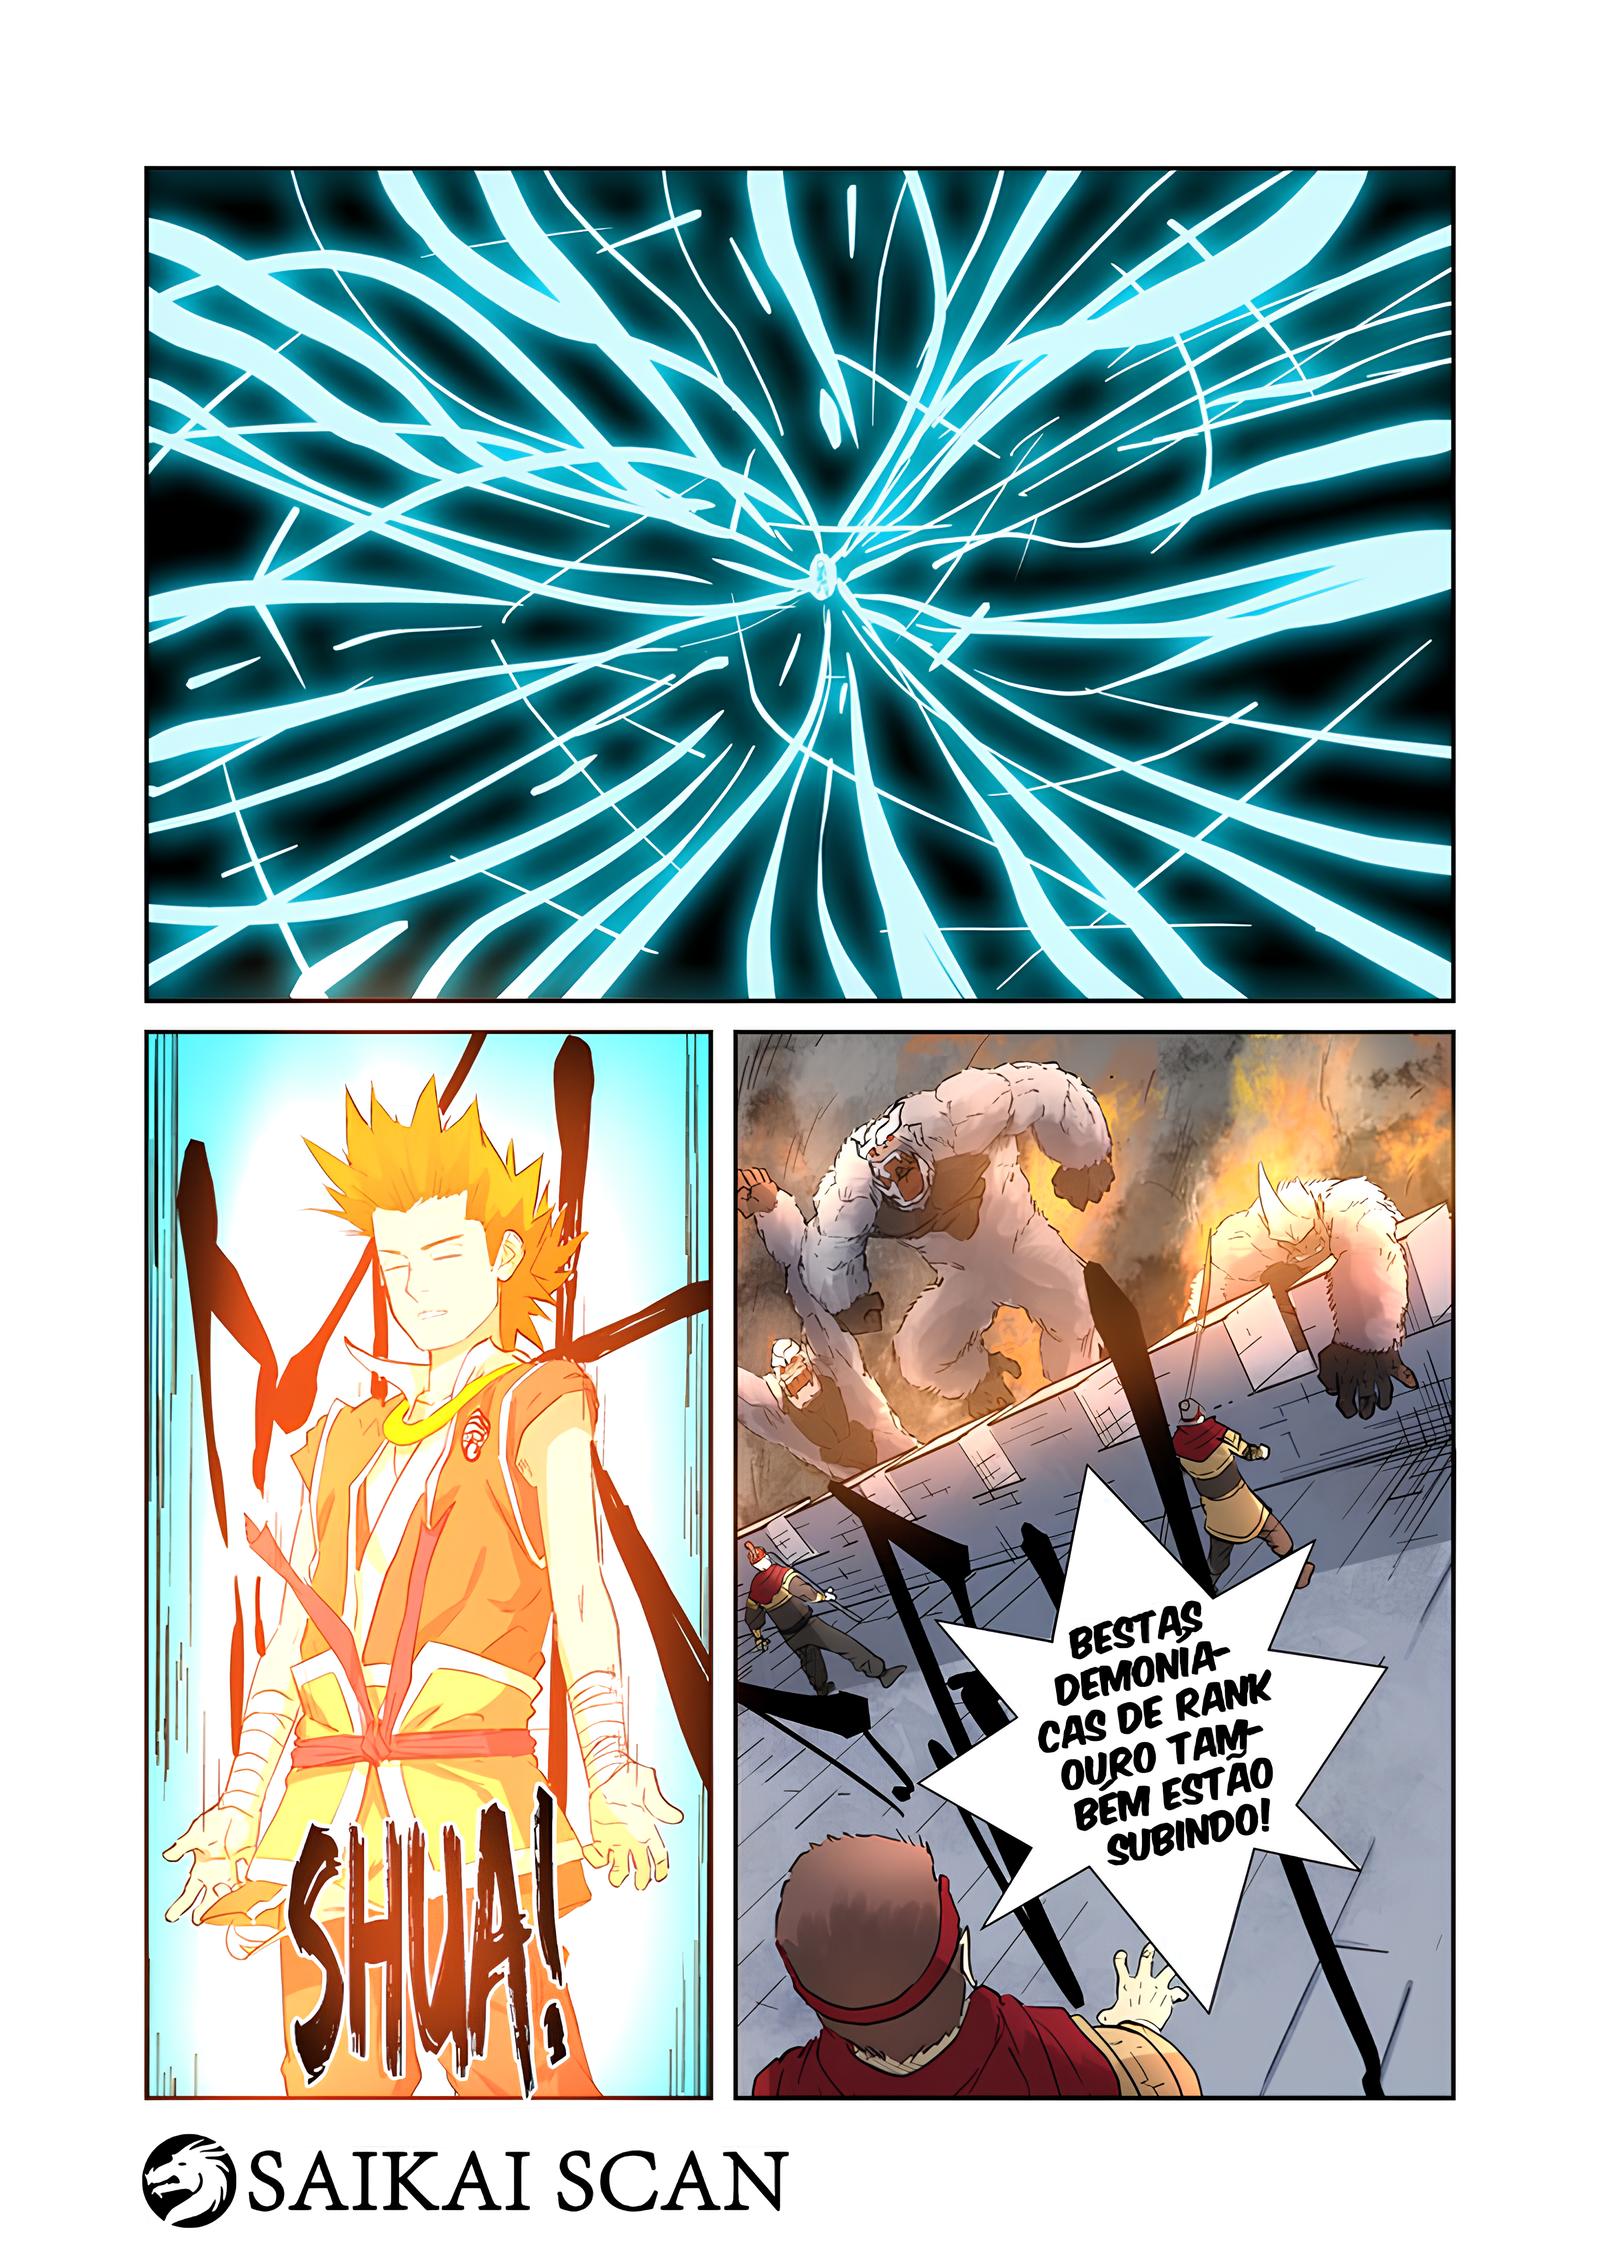 SHUA!
BESTAS
DEMONÍA-
CAS DE RANK
OURO TAM-
BÉM ESTÃO
SUBINDO!
SAIKAI SCAN